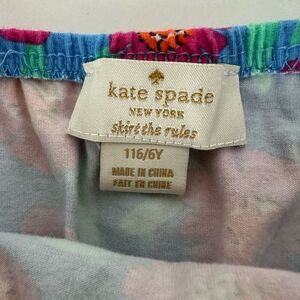 kate spade
NEW YORK
skirt the rules
116/6Y
MADE IN CHINA
FAIT EN CHINE